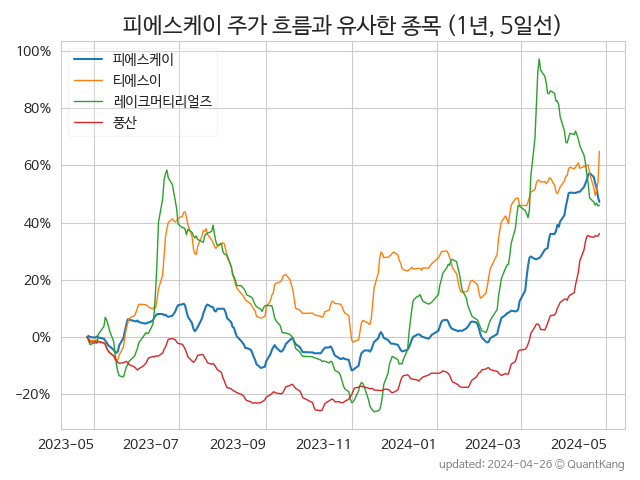 피에스케이 주가 흐름과 유사한 종목 (1년, 5일선)
100%
80%
60%
40%
20%
0%
−20%
피에스케이
티에스이
레이크머티리얼즈
풍산
2023-05 2023-07 2023-09 2023-11 2024-01 2024-03 2024-05
updated: 2024-04-26 © QuantKang